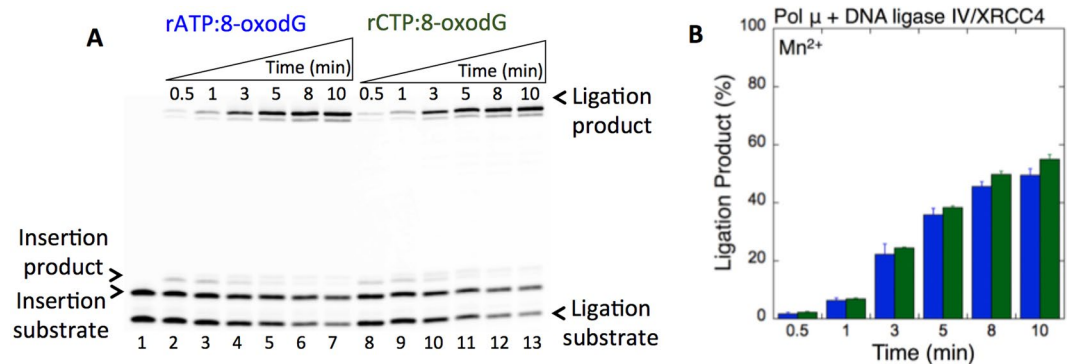 A
rATP:8-oxodG
rCTP:8-oxodG
Time (min)
Time (min)
0.5 1 3 5 8 10
0.5 1 3 5 8 10
Ligation
product
Insertion
product
Insertion
substrate
Ligation
substrate
1 2 3 4 5 6 7 8 9 10 11 12 13
B
Pol μ + DNA ligase IV/XRCC4
Mn2+
Ligation Product (%)
100
80
60
40
20
0
0.5 1 3 5 8 10
Time (min)